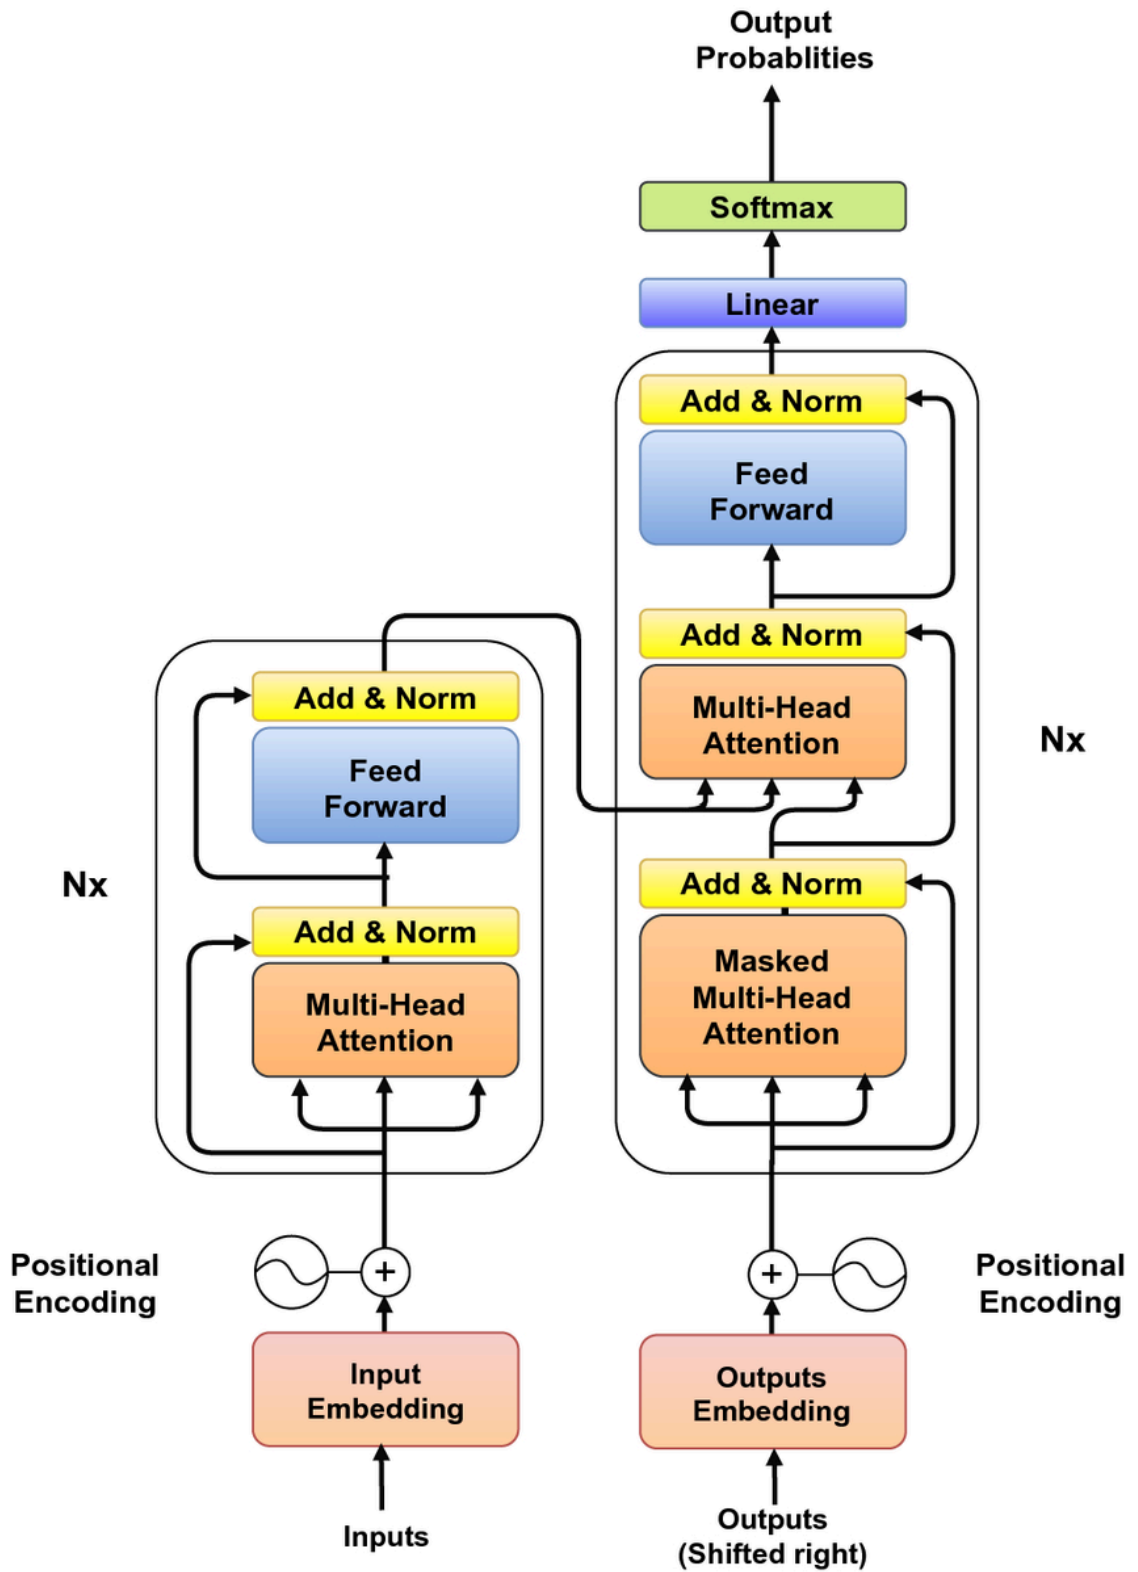 Output
Probablities
Softmax
Linear
Add & Norm
Feed
Forward
Add & Norm
Multi-Head
Attention
Nx
Add & Norm
Masked
Multi-Head
Attention
Add & Norm
Feed
Forward
Nx
Add & Norm
Multi-Head
Attention
Positional
Encoding
+
+
Positional
Encoding
Input
Embedding
Outputs
Embedding
Inputs
Outputs
(Shifted right)